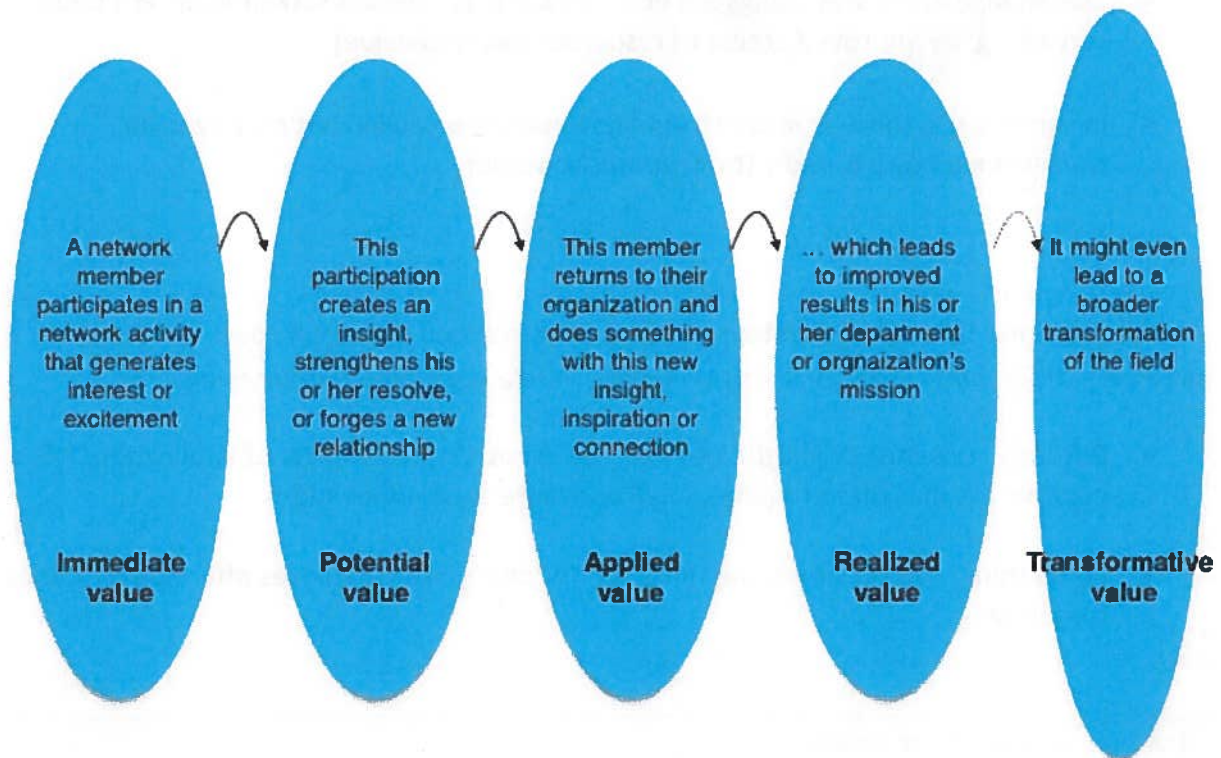 A network
member
participates in a
network activity
that generates
interest or
excitement
Immediate
value
This
participation
creates an
insight,
strengthens his
or her resolve,
or forges a new
relationship
Potential
value
This member
returns to their
organization and
does something
with this new
insight,
inspiration or
connection
Applied
value
... which leads
to improved
results in his or
her department
or orgnaization's
mission
Realized
value
It might even
lead to a
broader
transformation
of the field
Transformative
value